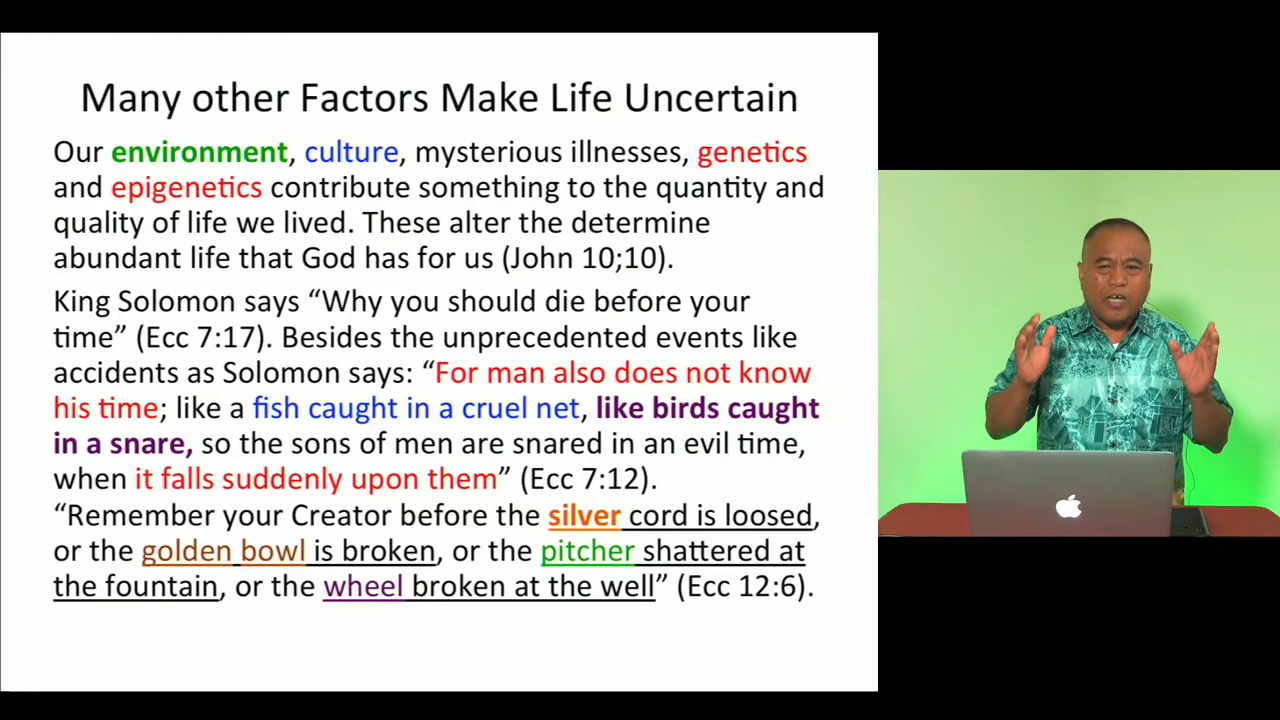 Many other Factors Make Life Uncertain
Our environment, culture, mysterious illnesses, genetics
and epigenetics contribute something to the quantity and
quality of life we lived. These alter the determine
abundant life that God has for us (John 10;10).
King Solomon says “Why you should die before your
time” (Ecc 7:17). Besides the unprecedented events like
accidents as Solomon says: “For man also does not know
his time; like a fish caught in a cruel net, like birds caught
in a snare, so the sons of men are snared in an evil time,
when it falls suddenly upon them” (Ecc 7:12).
“Remember your Creator before the silver cord is loosed,
or the golden bowl is broken, or the pitcher shattered at
the fountain, or the wheel broken at the well” (Ecc 12:6).